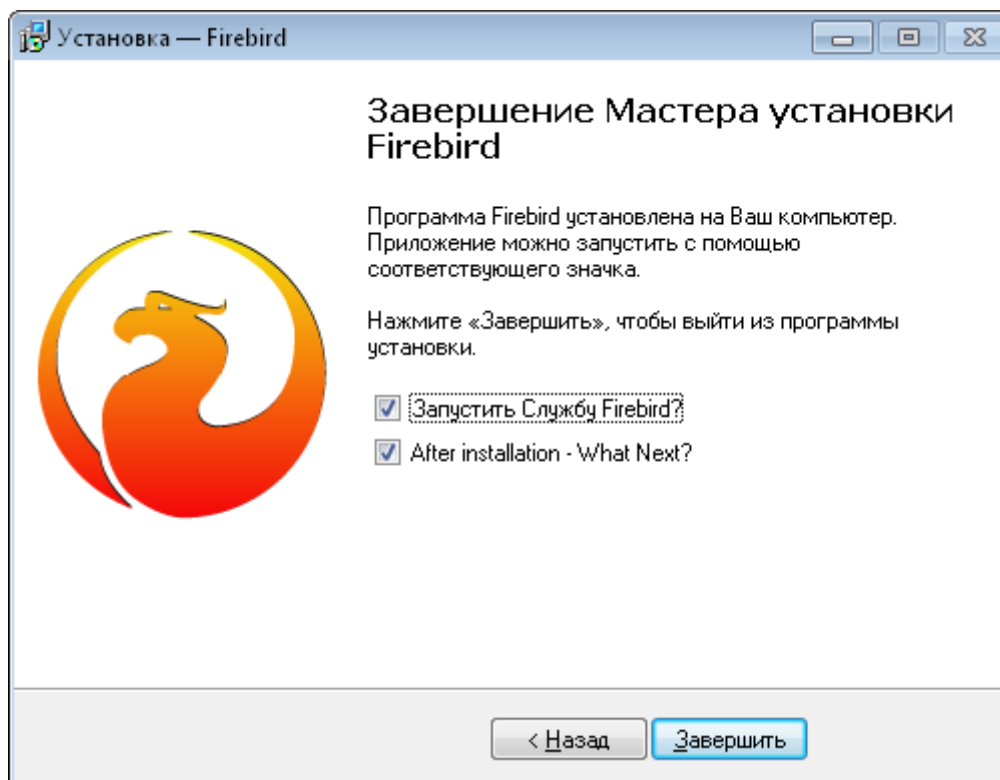 Установка — Firebird
Завершение Мастера установки
Firebird
Программа Firebird установлена на Ваш компьютер.
Приложение можно запустить с помощью
соответствующего значка.
Нажмите «Завершить», чтобы выйти из программы
установки.
Запустить Службу Firebird?
After installation - What Next?
< Назад
Завершить